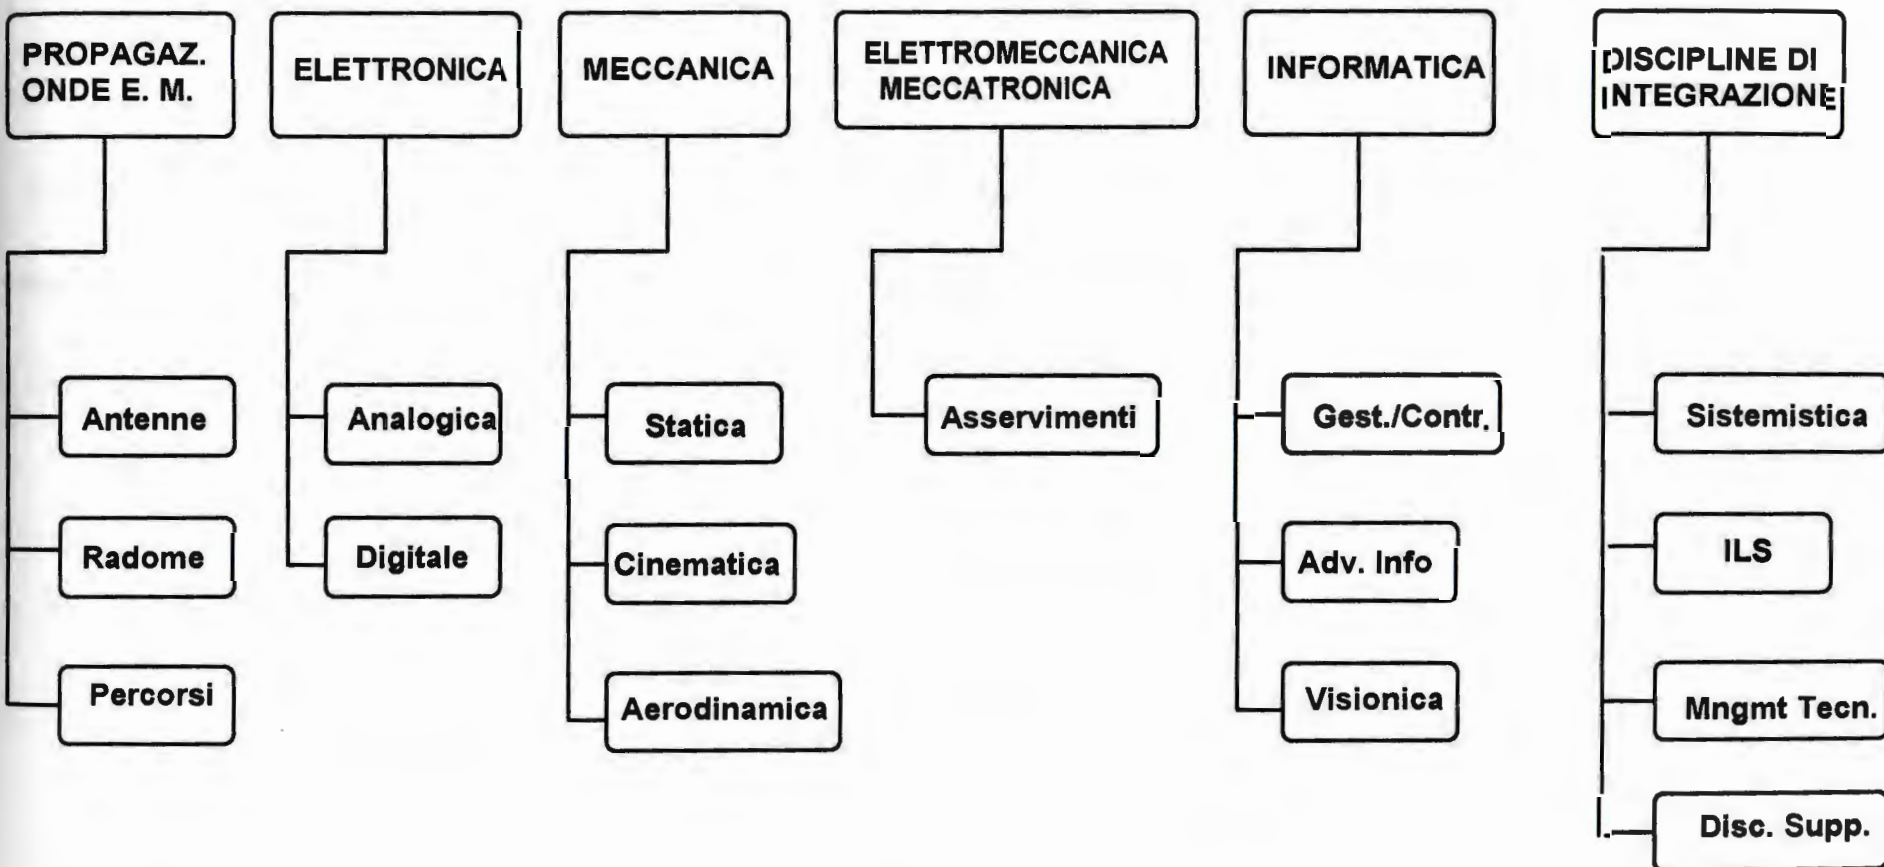 PROPAGAZ.
ONDE E. M.
ELETTRONICA
MECCANICA
ELETTROMECCANICA
MECCATRONICA
INFORMATICA
DISCIPLINE DI
INTEGRAZIONE
Antenne
Radome
Percorsi
Analogica
Digitale
Statica
Cinematica
Aerodinamica
Asservimenti
Gest./Contr.
Adv. Info
Visionica
Sistemistica
ILS
Mngmt Tecn.
Disc. Supp.